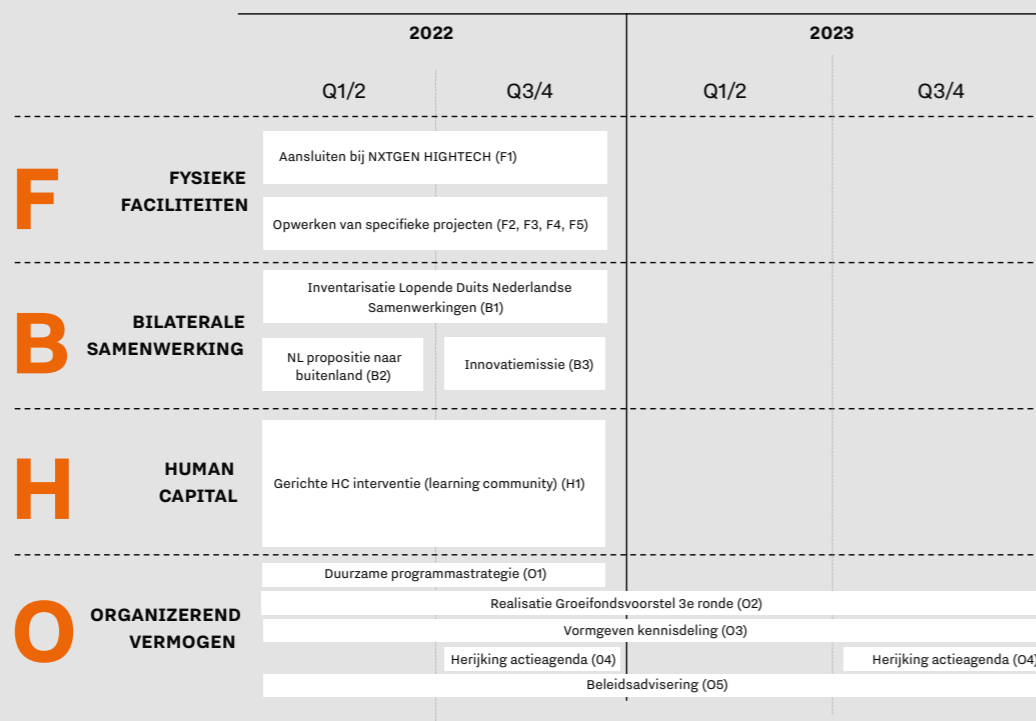 2022
2023
Q1/2
Q3/4
Q1/2
Q3/4
F
FYSIEKE
FACILITEITEN
Aansluiten bij NXTGEN HIGHTECH (F1)
Opwerken van specifieke projecten (F2, F3, F4, F5)
B
BILATERALE
SAMENWERKING
Inventarisatie Lopende Duits Nederlandse
Samenwerkingen (B1)
NL propositie naar
buitenland (B2)
Innovatiemissie (B3)
H
HUMAN
CAPITAL
Gerichte HC interventie (learning community) (H1)
O
ORGANIZEREND
VERMOGEN
Duurzame programmastrategie (O1)
Realisatie Groeifondsvoorstel 3e ronde (O2)
Vormgeven kennisdeling (O3)
Herijking actieagenda (O4)
Herijking actieagenda (O4)
Beleidsadvisering (O5)